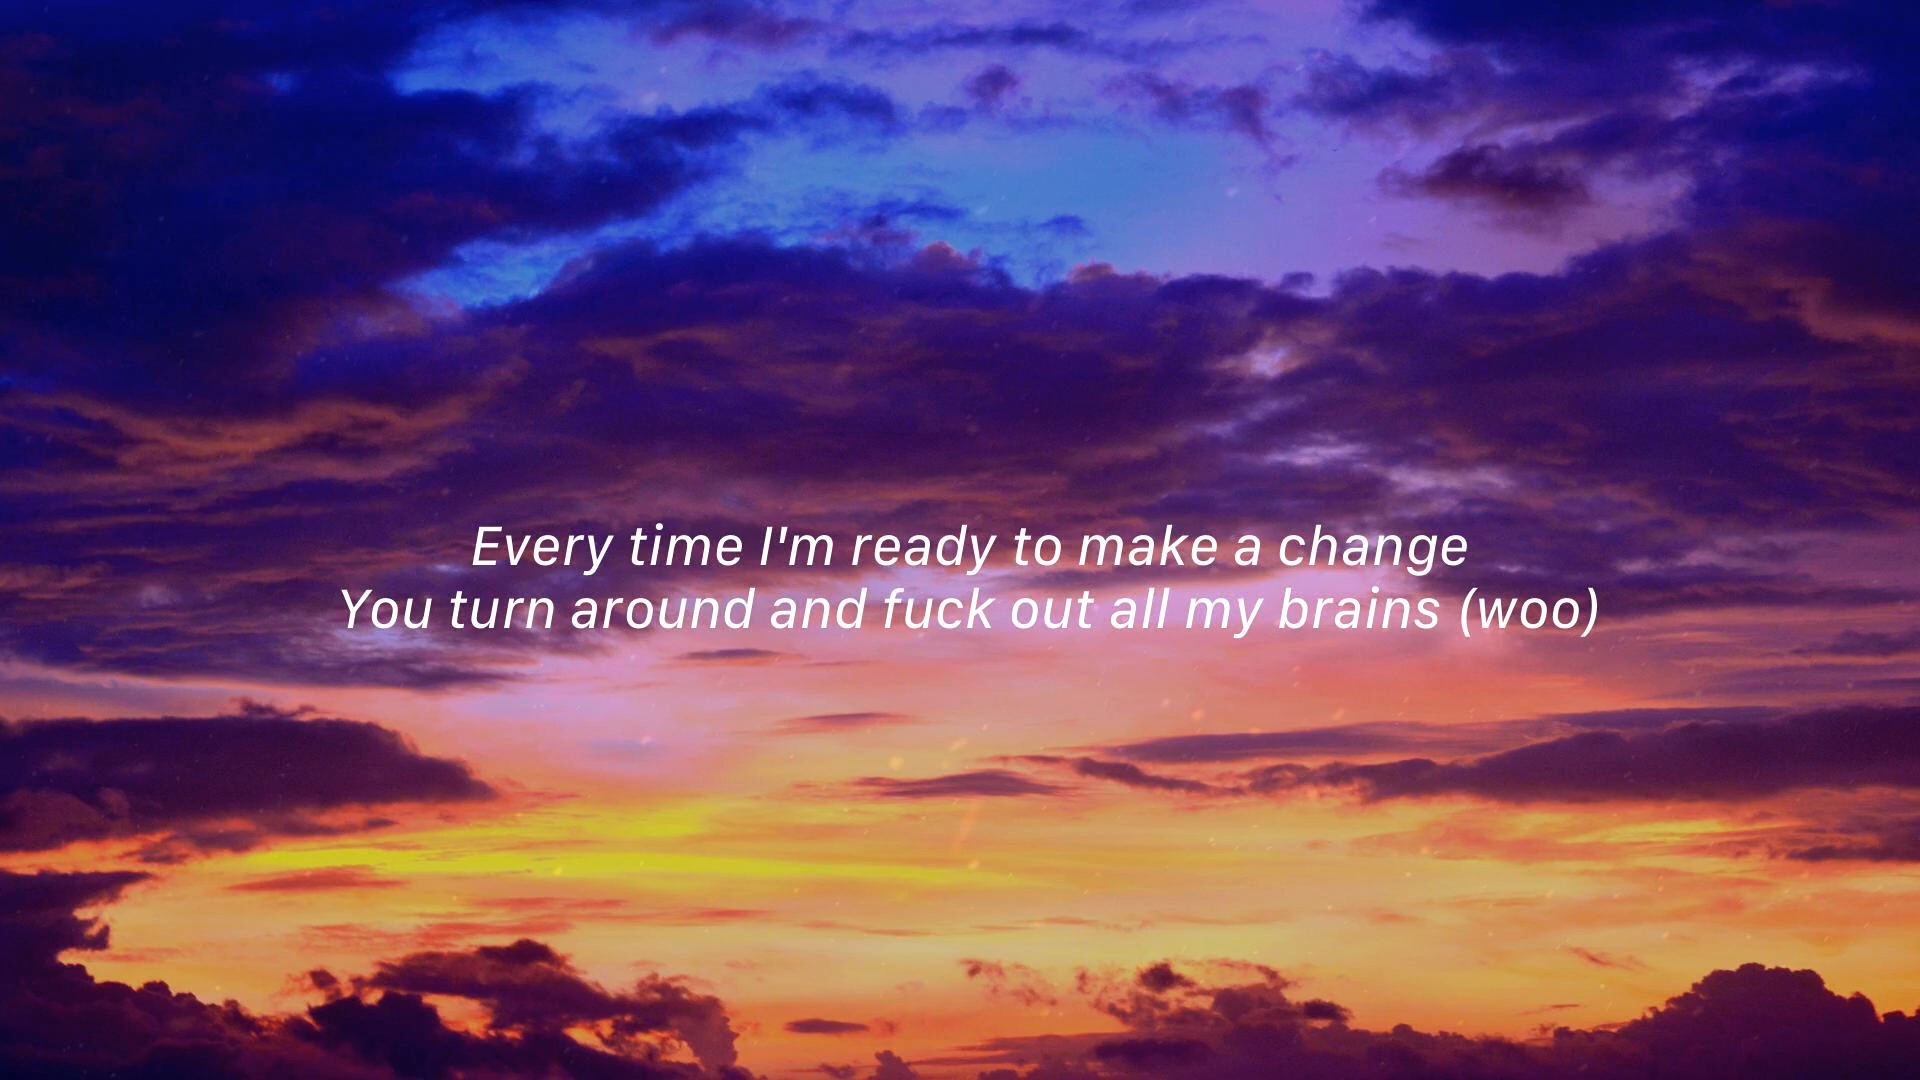 Every time I'm ready to make a change
You turn around and fuck out all my brains (woo)